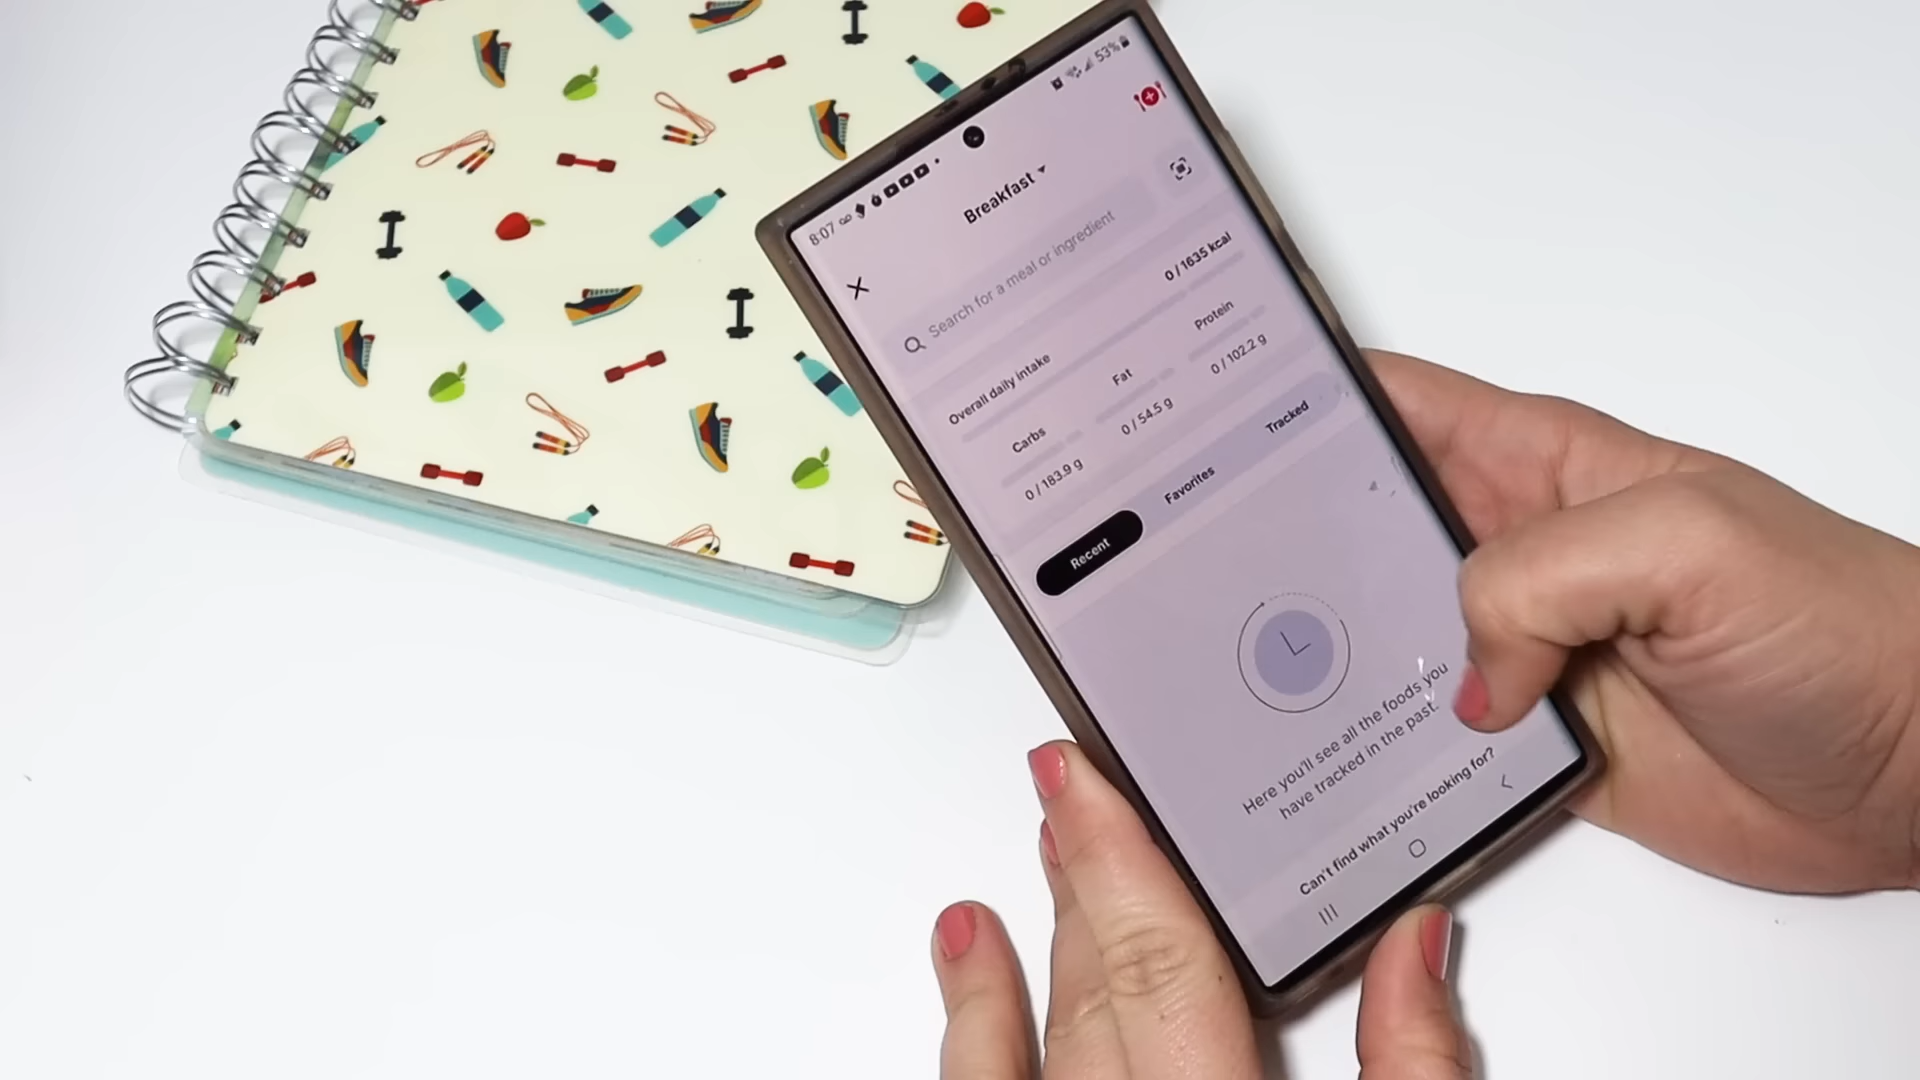 8:07
53%
Breakfast
Search for a meal or ingredient
Overall daily intake
0 / 1635 kcal
Carbs
0 / 183.9 g
Fat
0 / 54.5 g
Protein
0 / 102.2 g
Recent
Favorites
Tracked
Here you'll see all the foods you
have tracked in the past.
Can't find what you're looking for?